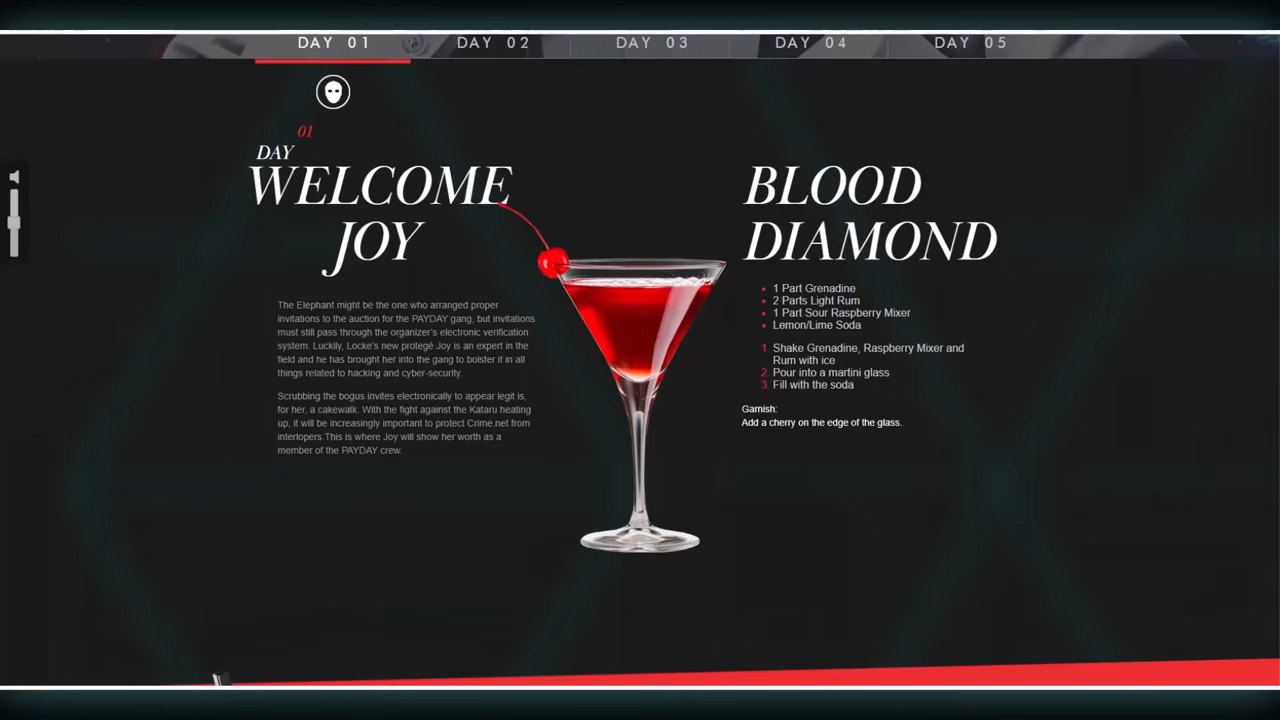 DAY 01
DAY 02
DAY 03
DAY 04
DAY 05
01
DAY
WELCOME
JOY
The Elephant might be the one who arranged proper
invitations to the auction for the PAYDAY gang, but invitations
must still pass through the organizer's electronic verification
system. Luckily, Locke's new protegé Joy is an expert in the
field and he has brought her into the gang to bolster it in all
things related to hacking and cyber-security.
Scrubbing the bogus invites electronically to appear legit is,
for her, a cakewalk. With the fight against the Kataru heating
up, it will be increasingly important to protect Crime.net from
interlopers.This is where Joy will show her worth as a
member of the PAYDAY crew.
BLOOD
DIAMOND
1 Part Grenadine
2 Parts Light Rum
1 Part Sour Raspberry Mixer
Lemon/Lime Soda
1. Shake Grenadine, Raspberry Mixer and
Rum with ice
2. Pour into a martini glass
3. Fill with the soda
Garnish:
Add a cherry on the edge of the glass.